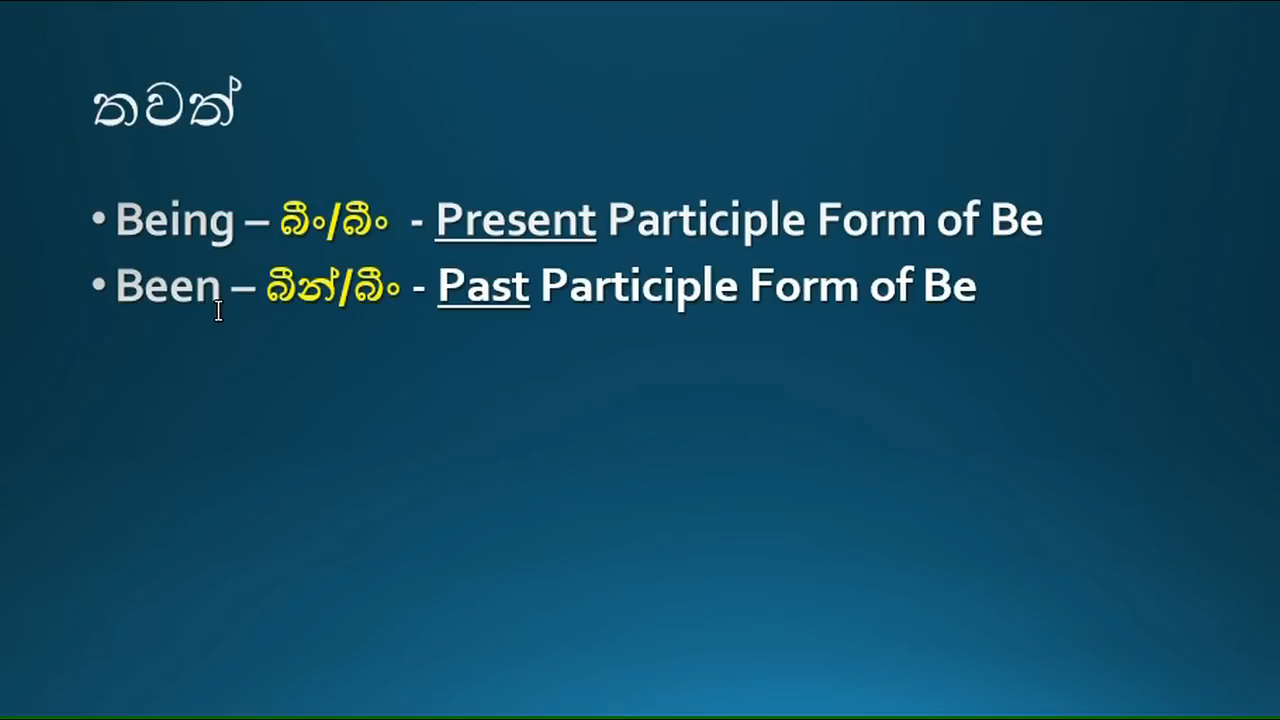 තවත්
• Being – බීං/බීං - Present Participle Form of Be
• Been – බීන්/බීං - Past Participle Form of Be